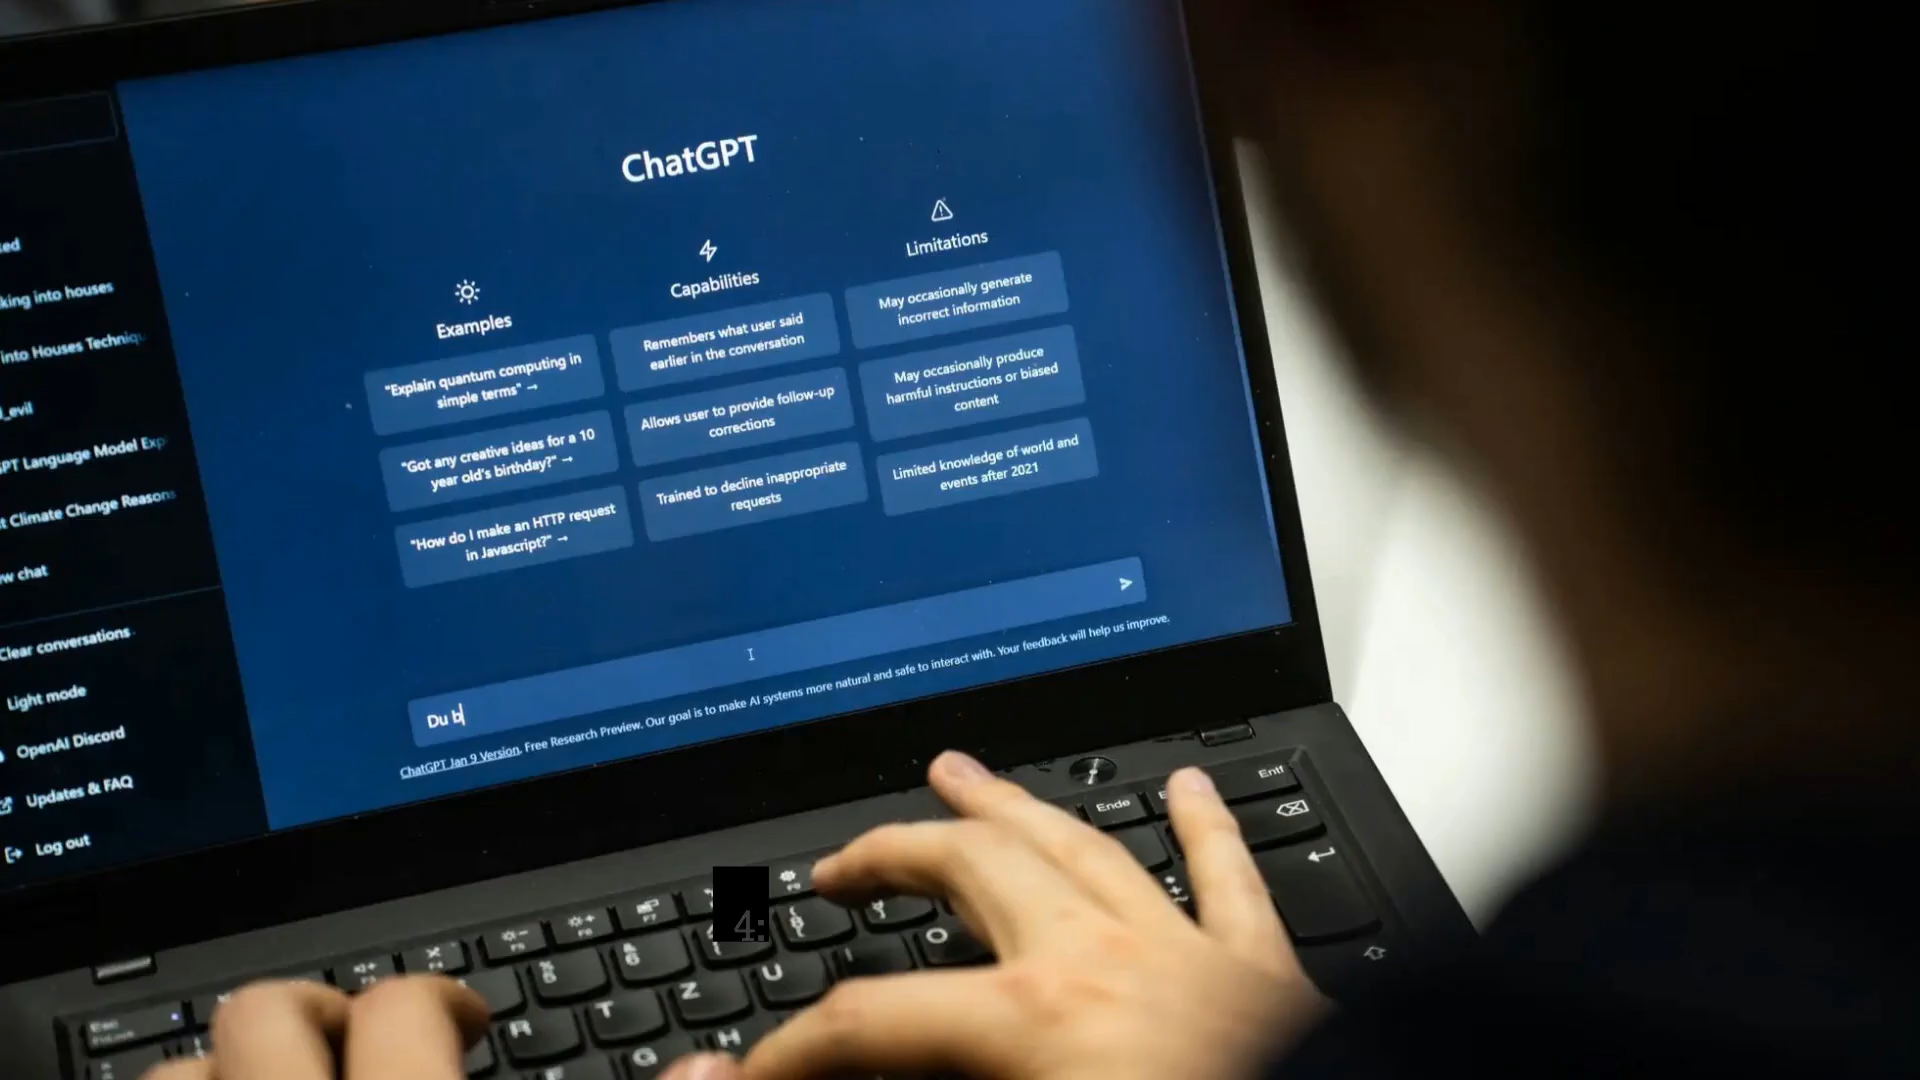 ChatGPT
Examples
"Explain quantum computing in
simple terms" →
"Got any creative ideas for a 10
year old's birthday?" →
"How do I make an HTTP request
in Javascript?" →
Capabilities
Remembers what user said
earlier in the conversation
Allows user to provide follow-up
corrections
Trained to decline inappropriate
requests
Limitations
May occasionally generate
incorrect information
May occasionally produce
harmful instructions or biased
content
Limited knowledge of world and
events after 2021
Du b
ChatGPT Jan 9 Version. Free Research Preview. Our goal is to make AI systems more natural and safe to interact with. Your feedback will help us improve.
into houses
into Houses
_evil
Language Model
Climate Change
chat
Clear conversations
Light mode
OpenAI Discord
Updates & FAQ
Log out
4:
Ende
Entf
Esc
F5
F6
F7
F9
6
R
T
Z
U
I
O
G
H